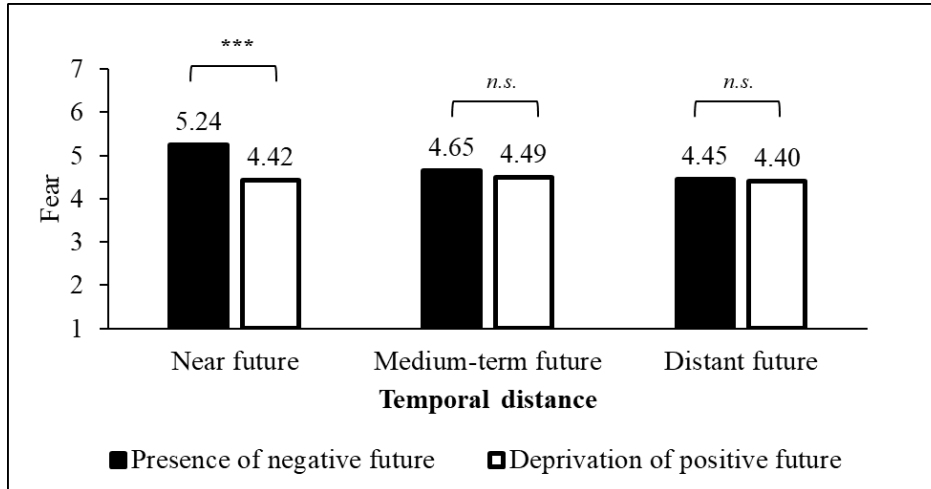 ***
7
n.s.
n.s.
6
5.24
5
4.65
4.49
4.42
4.45
4.40
4
Fear
3
2
1
Near future
Medium-term future
Distant future
Temporal distance
Presence of negative future
Deprivation of positive future